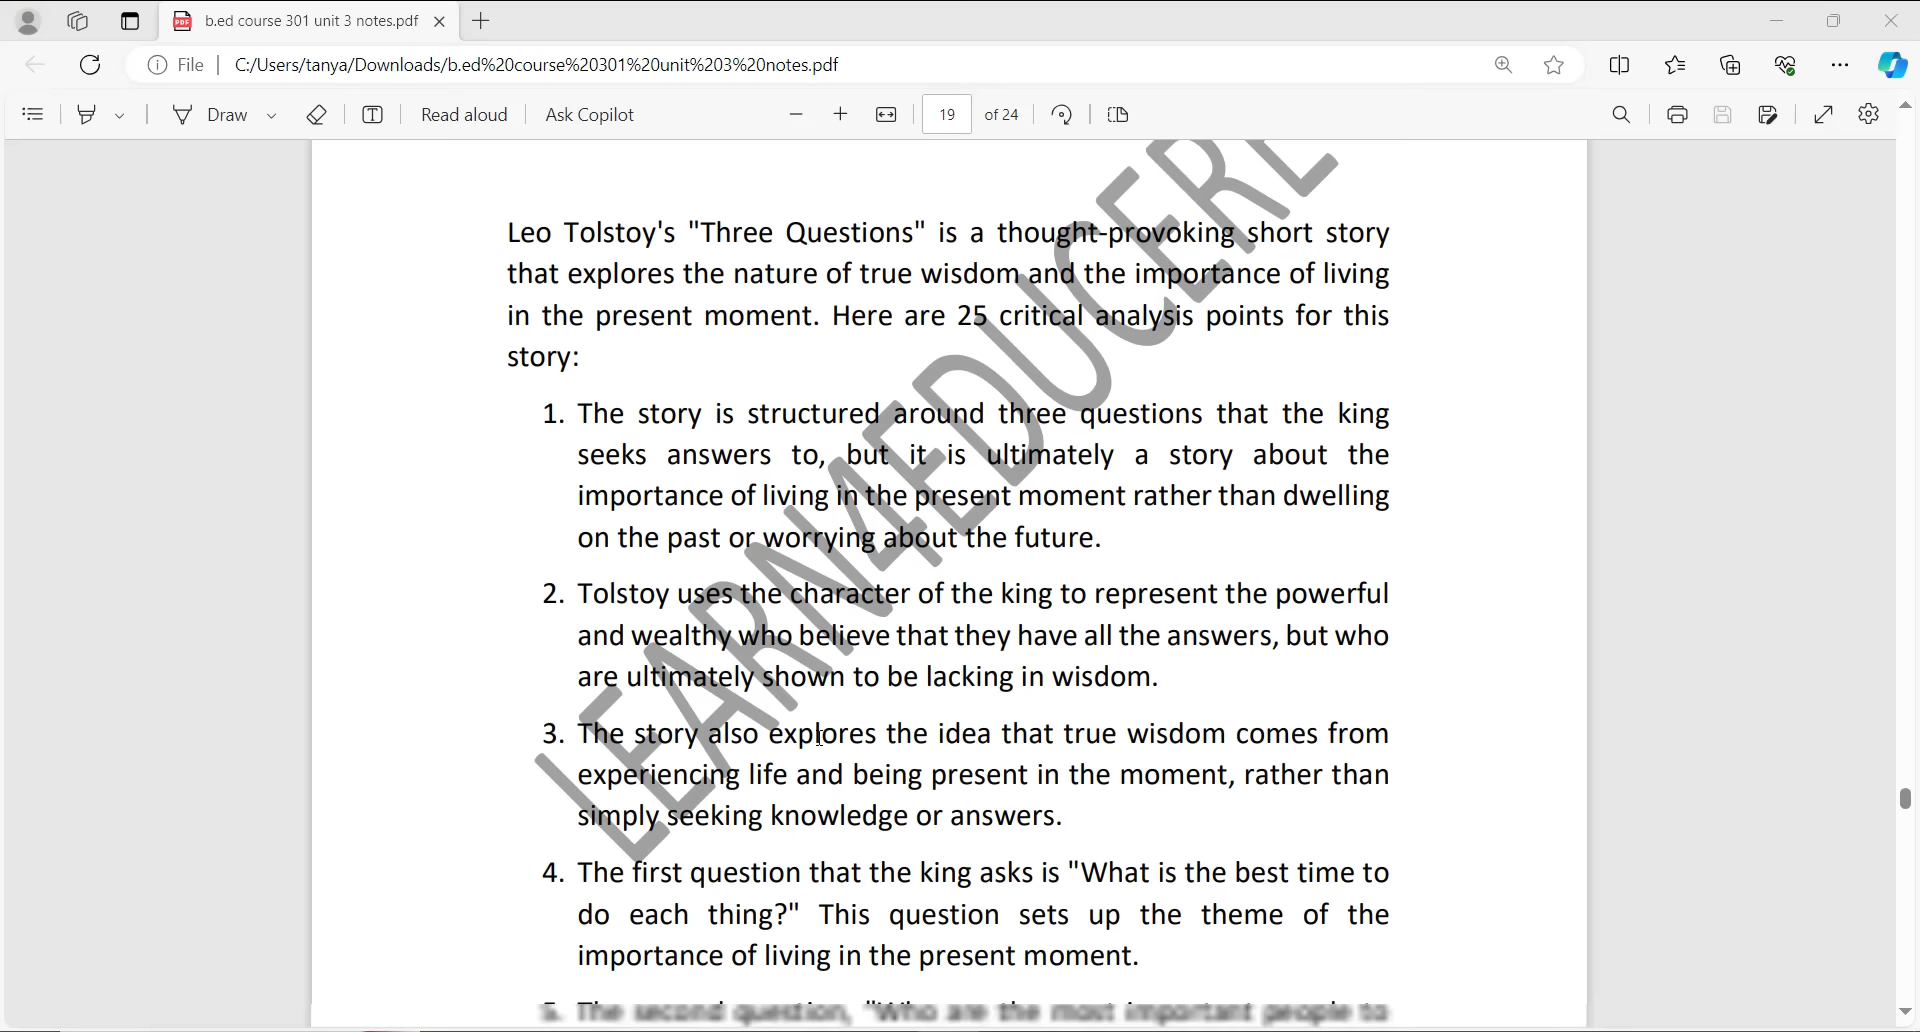 b.ed course 301 unit 3 notes.pdf
File
C:/Users/tanya/Downloads/b.ed%20course%20301%20unit%203%20notes.pdf
Draw
Read aloud
Ask Copilot
19 of 24
Leo Tolstoy's "Three Questions" is a thought-provoking short story
that explores the nature of true wisdom and the importance of living
in the present moment. Here are 25 critical analysis points for this
story:
1. The story is structured around three questions that the king
seeks answers to, but it is ultimately a story about the
importance of living in the present moment rather than dwelling
on the past or worrying about the future.
2. Tolstoy uses the character of the king to represent the powerful
and wealthy who believe that they have all the answers, but who
are ultimately shown to be lacking in wisdom.
3. The story also explores the idea that true wisdom comes from
experiencing life and being present in the moment, rather than
simply seeking knowledge or answers.
4. The first question that the king asks is "What is the best time to
do each thing?" This question sets up the theme of the
importance of living in the present moment.
5. The second question, "Who are the most important people to
LEARN4EDUCERE